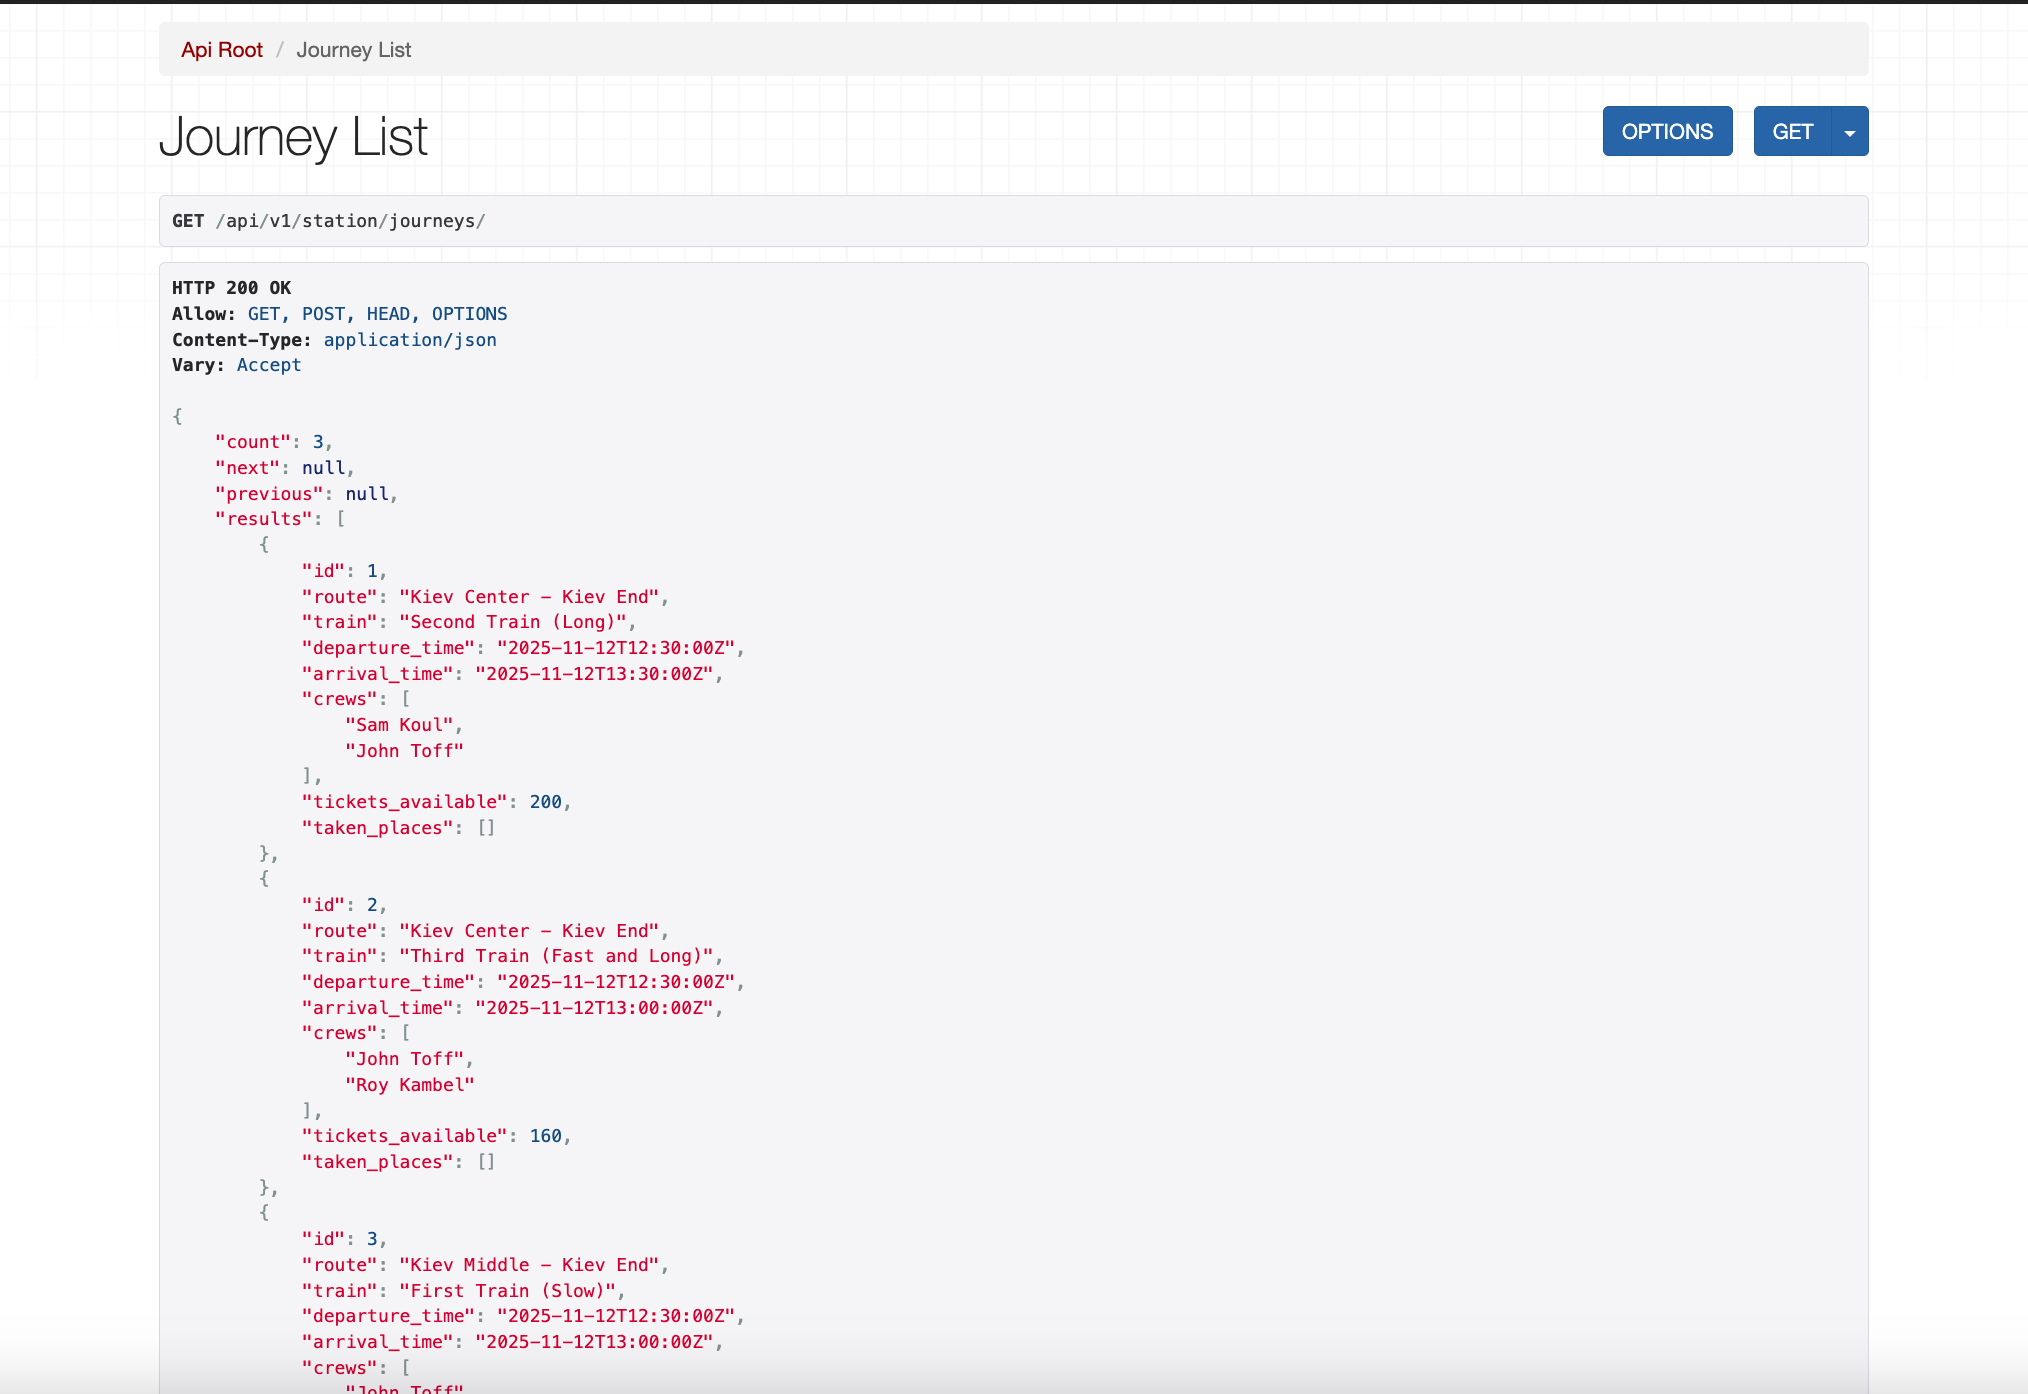 Api Root / Journey List
Journey List
OPTIONS GET
GET /api/v1/station/journeys/
HTTP 200 OK
Allow: GET, POST, HEAD, OPTIONS
Content-Type: application/json
Vary: Accept
{
    "count": 3,
    "next": null,
    "previous": null,
    "results": [
        {
            "id": 1,
            "route": "Kiev Center - Kiev End",
            "train": "Second Train (Long)",
            "departure_time": "2025-11-12T12:30:00Z",
            "arrival_time": "2025-11-12T13:30:00Z",
            "crews": [
                "Sam Koul",
                "John Toff"
            ],
            "tickets_available": 200,
            "taken_places": []
        },
        {
            "id": 2,
            "route": "Kiev Center - Kiev End",
            "train": "Third Train (Fast and Long)",
            "departure_time": "2025-11-12T12:30:00Z",
            "arrival_time": "2025-11-12T13:00:00Z",
            "crews": [
                "John Toff",
                "Roy Kambel"
            ],
            "tickets_available": 160,
            "taken_places": []
        },
        {
            "id": 3,
            "route": "Kiev Middle - Kiev End",
            "train": "First Train (Slow)",
            "departure_time": "2025-11-12T12:30:00Z",
            "arrival_time": "2025-11-12T13:00:00Z",
            "crews": [
                "John Toff"